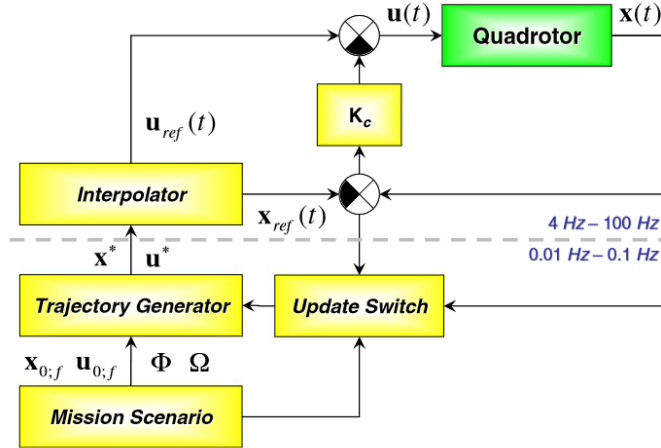 u(t)
Quadrotor
x(t)
K_c
u_ref(t)
Interpolator
x_ref(t)
4 Hz – 100 Hz
0.01 Hz – 0.1 Hz
x* u*
Trajectory Generator
Update Switch
x_0;f u_0;f Φ Ω
Mission Scenario